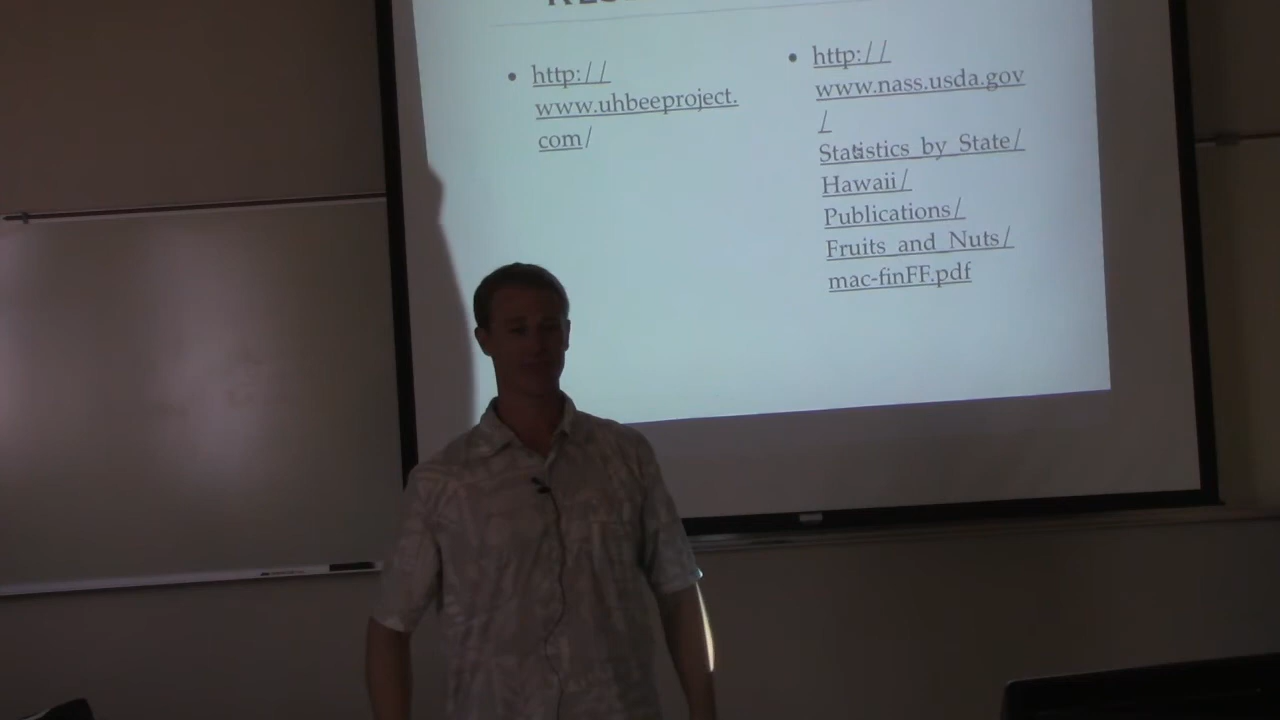 http://
www.uhbeeproject.
com/
http://
www.nass.usda.gov
/
Statistics_by_State/
Hawaii/
Publications/
Fruits_and_Nuts/
mac-finFF.pdf